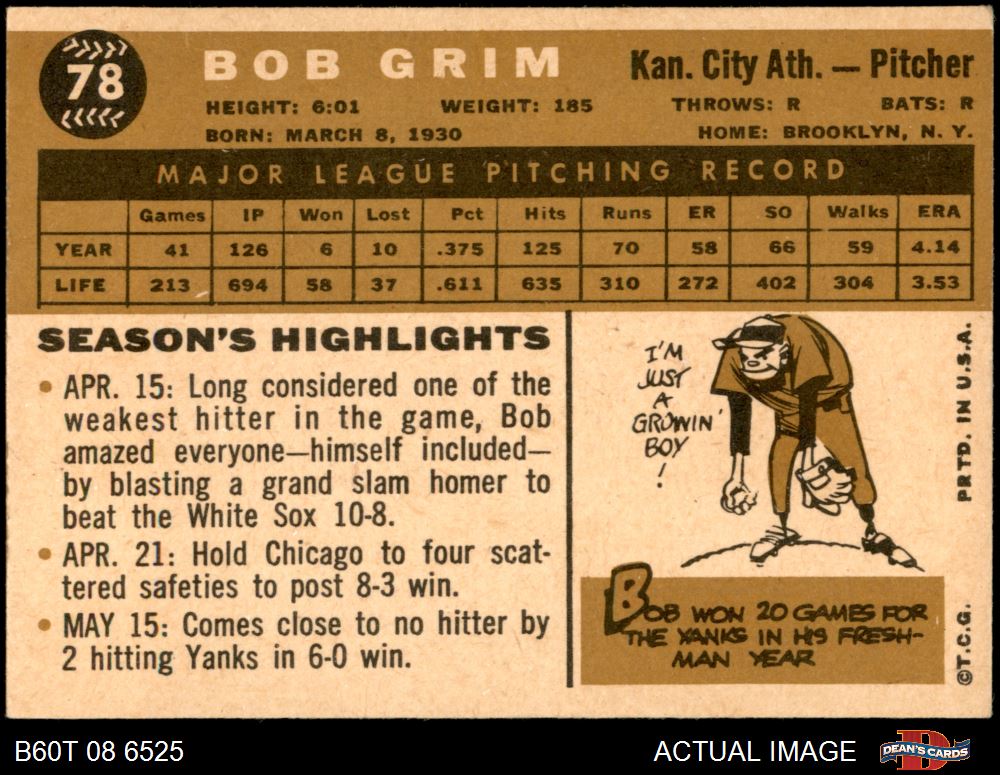 78
BOB GRIM
Kan. City Ath. — Pitcher
HEIGHT: 6:01 WEIGHT: 185 THROWS: R BATS: R
BORN: MARCH 8, 1930 HOME: BROOKLYN, N. Y.
MAJOR LEAGUE PITCHING RECORD
Games IP Won Lost Pct Hits Runs ER SO Walks ERA
YEAR 41 126 6 10 .375 125 70 58 66 59 4.14
LIFE 213 694 58 37 .611 635 310 272 402 304 3.53
SEASON'S HIGHLIGHTS
• APR. 15: Long considered one of the
weakest hitter in the game, Bob
amazed everyone—himself included—
by blasting a grand slam homer to
beat the White Sox 10-8.
• APR. 21: Hold Chicago to four scat-
tered safeties to post 8-3 win.
• MAY 15: Comes close to no hitter by
2 hitting Yanks in 6-0 win.
I'M
JUST
A
GROWIN'
BOY
!
BOB WON 20 GAMES FOR
THE YANKS IN HIS FRESH-
MAN YEAR
PRTD. IN U.S.A.
©T.C.G.
B60T 08 6525
ACTUAL IMAGE
DEAN'S CARDS